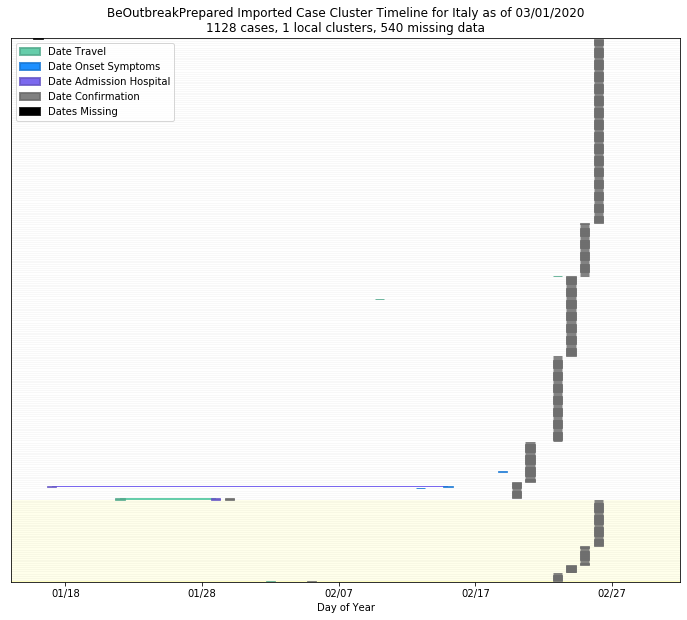 BeOutbreakPrepared Imported Case Cluster Timeline for Italy as of 03/01/2020
1128 cases, 1 local clusters, 540 missing data
Date Travel
Date Onset Symptoms
Date Admission Hospital
Date Confirmation
Dates Missing
01/18 01/28 02/07 02/17 02/27
Day of Year